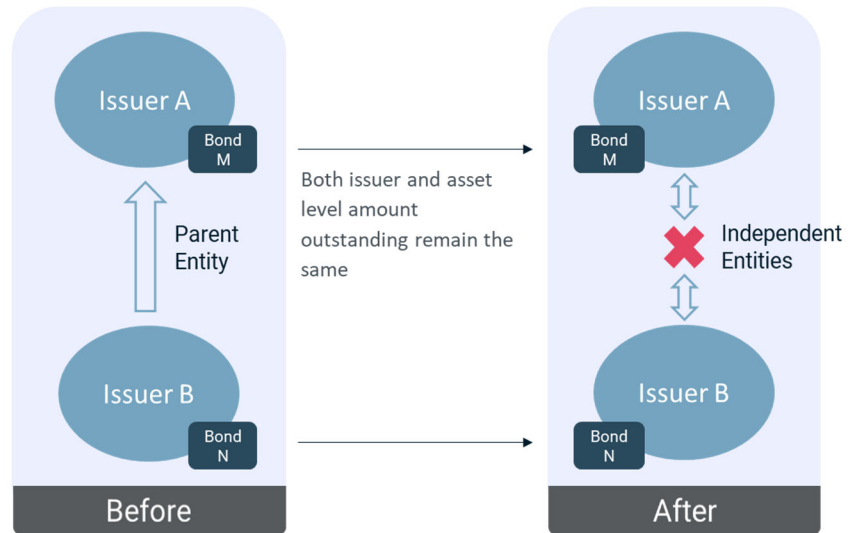 Issuer A
Bond
M
Parent
Entity
Issuer B
Bond
N
Before
Both issuer and asset
level amount
outstanding remain the
same
Issuer A
Bond
M
Independent
Entities
Issuer B
Bond
N
After